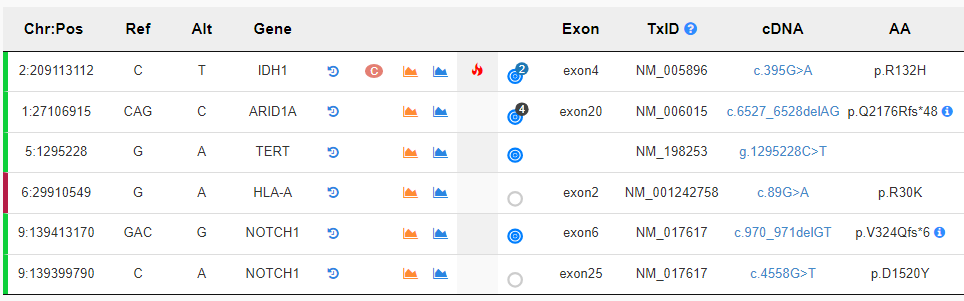 Chr:Pos Ref Alt Gene Exon TxID ? cDNA AA
2:209113112 C T IDH1 C 2 exon4 NM_005896 c.395G>A p.R132H
1:27106915 CAG C ARID1A 4 exon20 NM_006015 c.6527_6528delAG p.Q2176Rfs*48 i
5:1295228 G A TERT NM_198253 g.1295228C>T
6:29910549 G A HLA-A exon2 NM_001242758 c.89G>A p.R30K
9:139413170 GAC G NOTCH1 exon6 NM_017617 c.970_971delGT p.V324Qfs*6 i
9:139399790 C A NOTCH1 exon25 NM_017617 c.4558G>T p.D1520Y